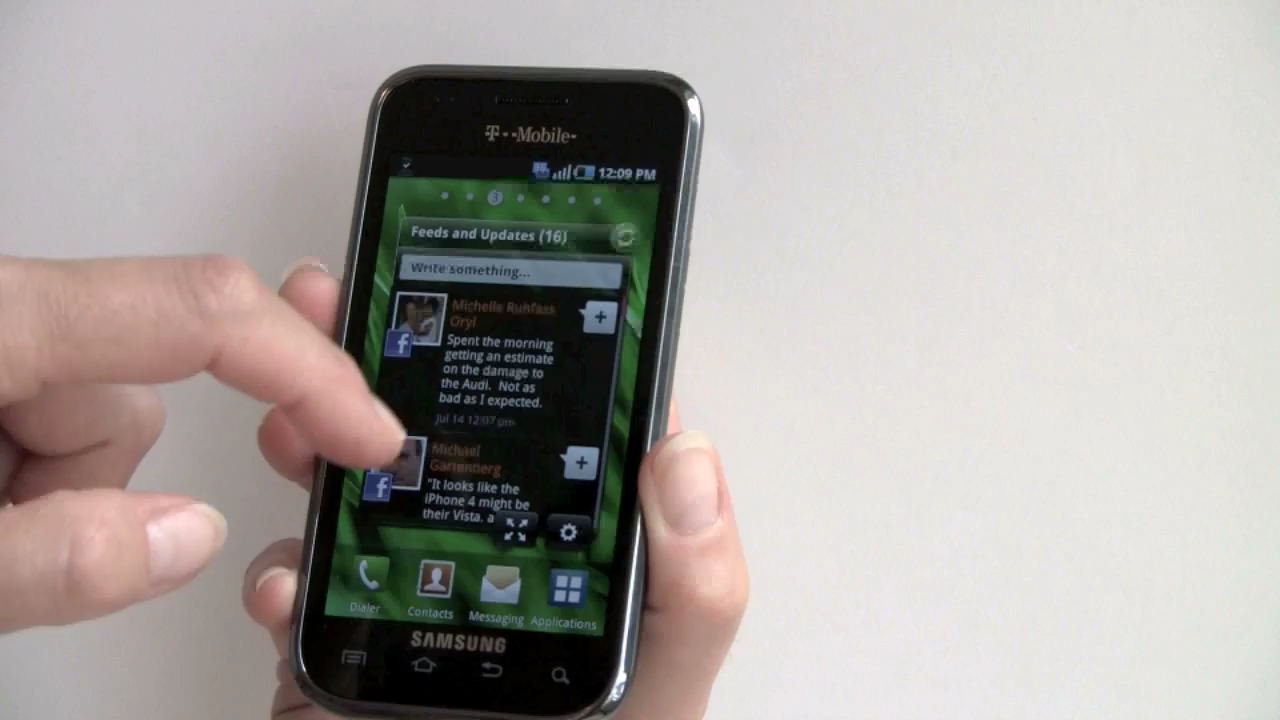 T··Mobile·
12:09 PM
3
Feeds and Updates (16)
Write something...
Michelle Ruhfass
Oryl
Spent the morning
getting an estimate
on the damage to
the Audi. Not as
bad as I expected.
Jul 14 12:07 pm
Michael
Gartenberg
"It looks like the
iPhone 4 might be
their Vista. a
Dialer
Contacts
Messaging
Applications
SAMSUNG